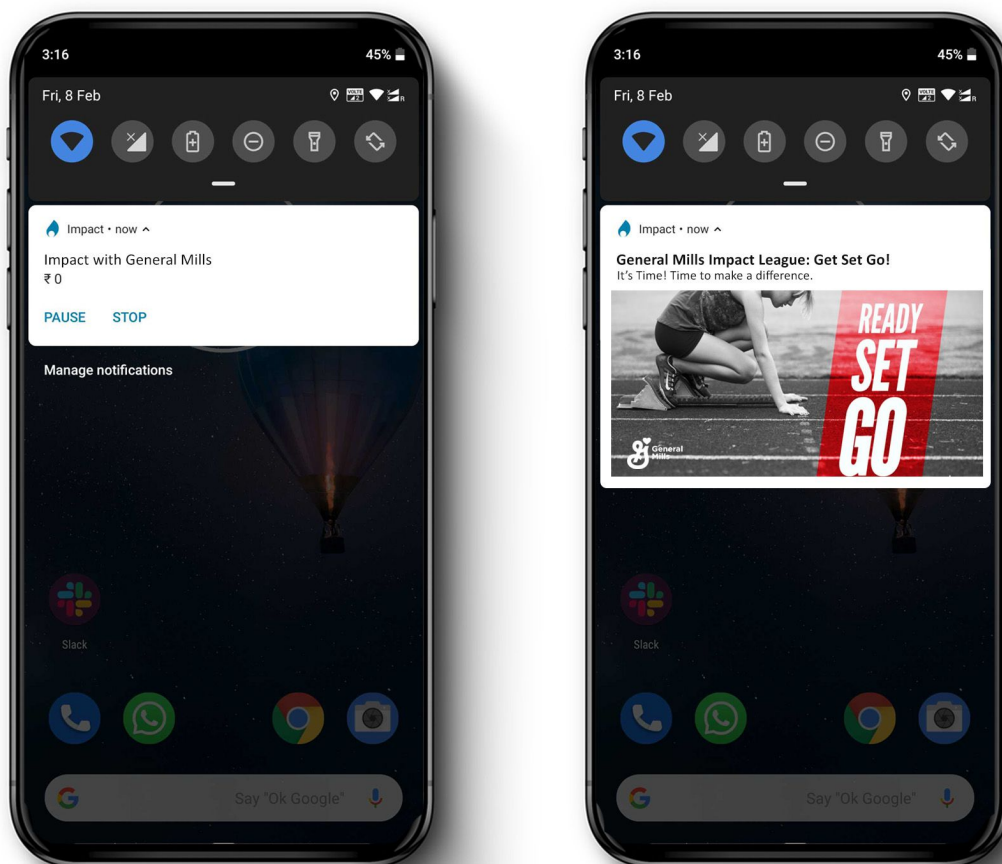 3:16
45%
Fri, 8 Feb
VOLTE
R
Impact • now
Impact with General Mills
₹ 0
PAUSE STOP
Manage notifications
Slack
Say "Ok Google"
3:16
45%
Fri, 8 Feb
VOLTE
R
Impact • now
General Mills Impact League: Get Set Go!
It's Time! Time to make a difference.
READY
SET
GO
General
Mills
Slack
Say "Ok Google"